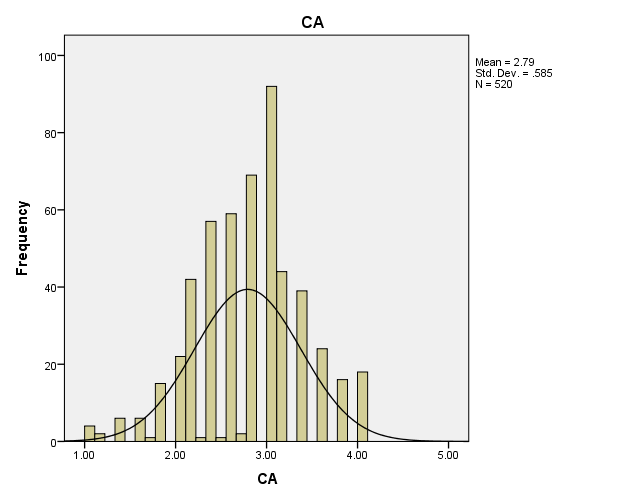 CA
Mean = 2.79
Std. Dev. = .585
N = 520
100
80
60
40
20
0
Frequency
1.00 2.00 3.00 4.00 5.00
CA